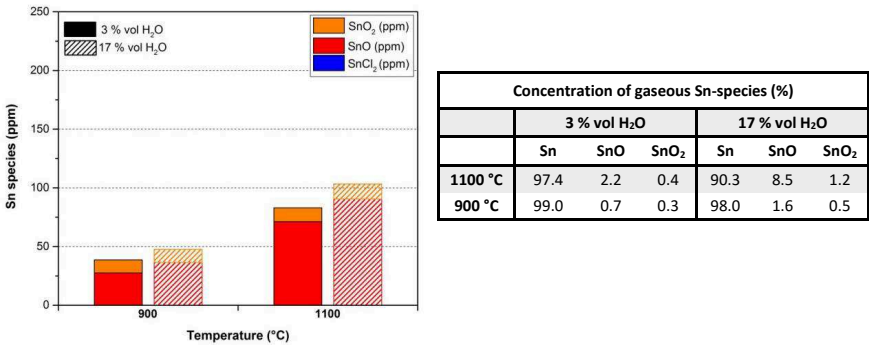 250
200
150
100
50
0
Sn species (ppm)
3 % vol H₂O
17 % vol H₂O
SnO₂ (ppm)
SnO (ppm)
SnCl₂ (ppm)
900 1100
Temperature (°C)
Concentration of gaseous Sn-species (%)
3 % vol H₂O 17 % vol H₂O
Sn SnO SnO₂ Sn SnO SnO₂
1100 °C 97.4 2.2 0.4 90.3 8.5 1.2
900 °C 99.0 0.7 0.3 98.0 1.6 0.5